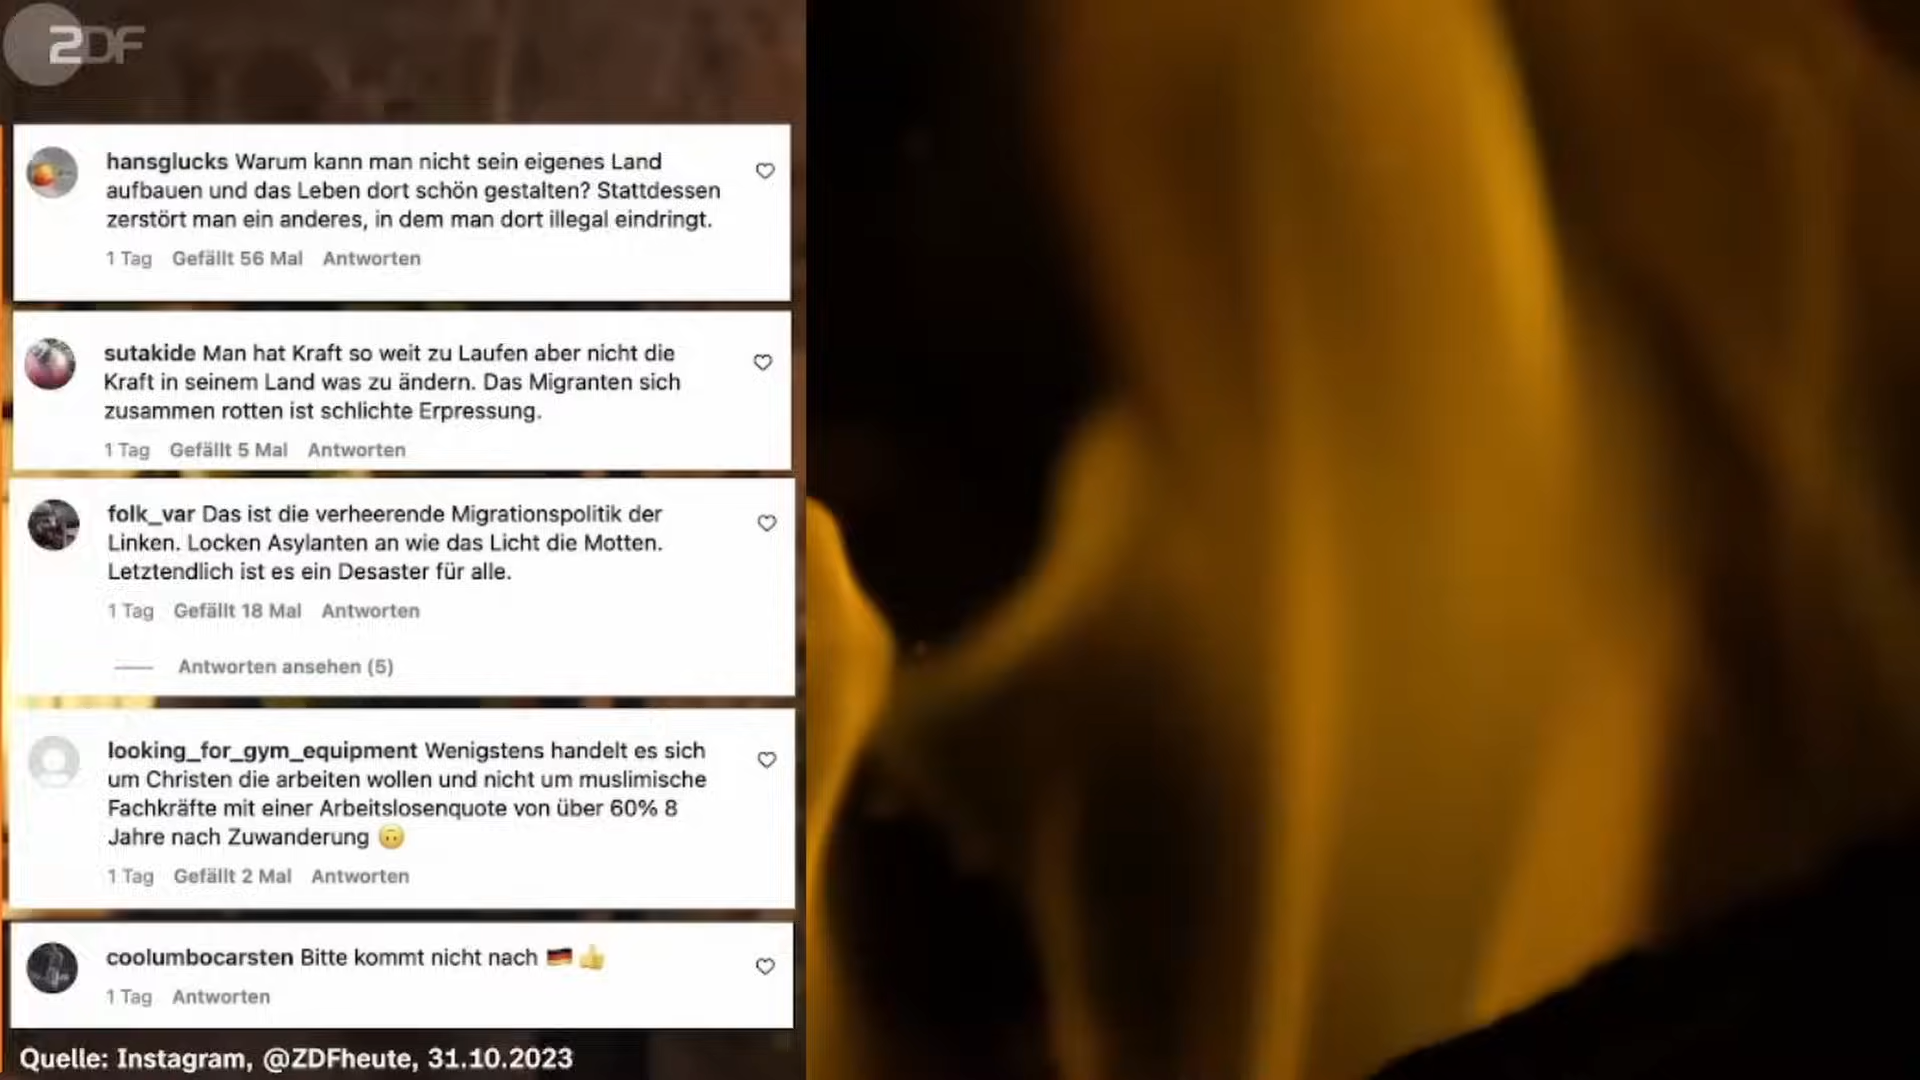 ZDF
hansglucks Warum kann man nicht sein eigenes Land
aufbauen und das Leben dort schön gestalten? Stattdessen
zerstört man ein anderes, in dem man dort illegal eindringt.
1 Tag Gefällt 56 Mal Antworten
sutakide Man hat Kraft so weit zu Laufen aber nicht die
Kraft in seinem Land was zu ändern. Das Migranten sich
zusammen rotten ist schlichte Erpressung.
1 Tag Gefällt 5 Mal Antworten
folk_var Das ist die verheerende Migrationspolitik der
Linken. Locken Asylanten an wie das Licht die Motten.
Letztendlich ist es ein Desaster für alle.
1 Tag Gefällt 18 Mal Antworten
Antworten ansehen (5)
looking_for_gym_equipment Wenigstens handelt es sich
um Christen die arbeiten wollen und nicht um muslimische
Fachkräfte mit einer Arbeitslosenquote von über 60% 8
Jahre nach Zuwanderung 🙃
1 Tag Gefällt 2 Mal Antworten
coolumbocarsten Bitte kommt nicht nach 🇩🇪 👍
1 Tag Antworten
Quelle: Instagram, @ZDFheute, 31.10.2023